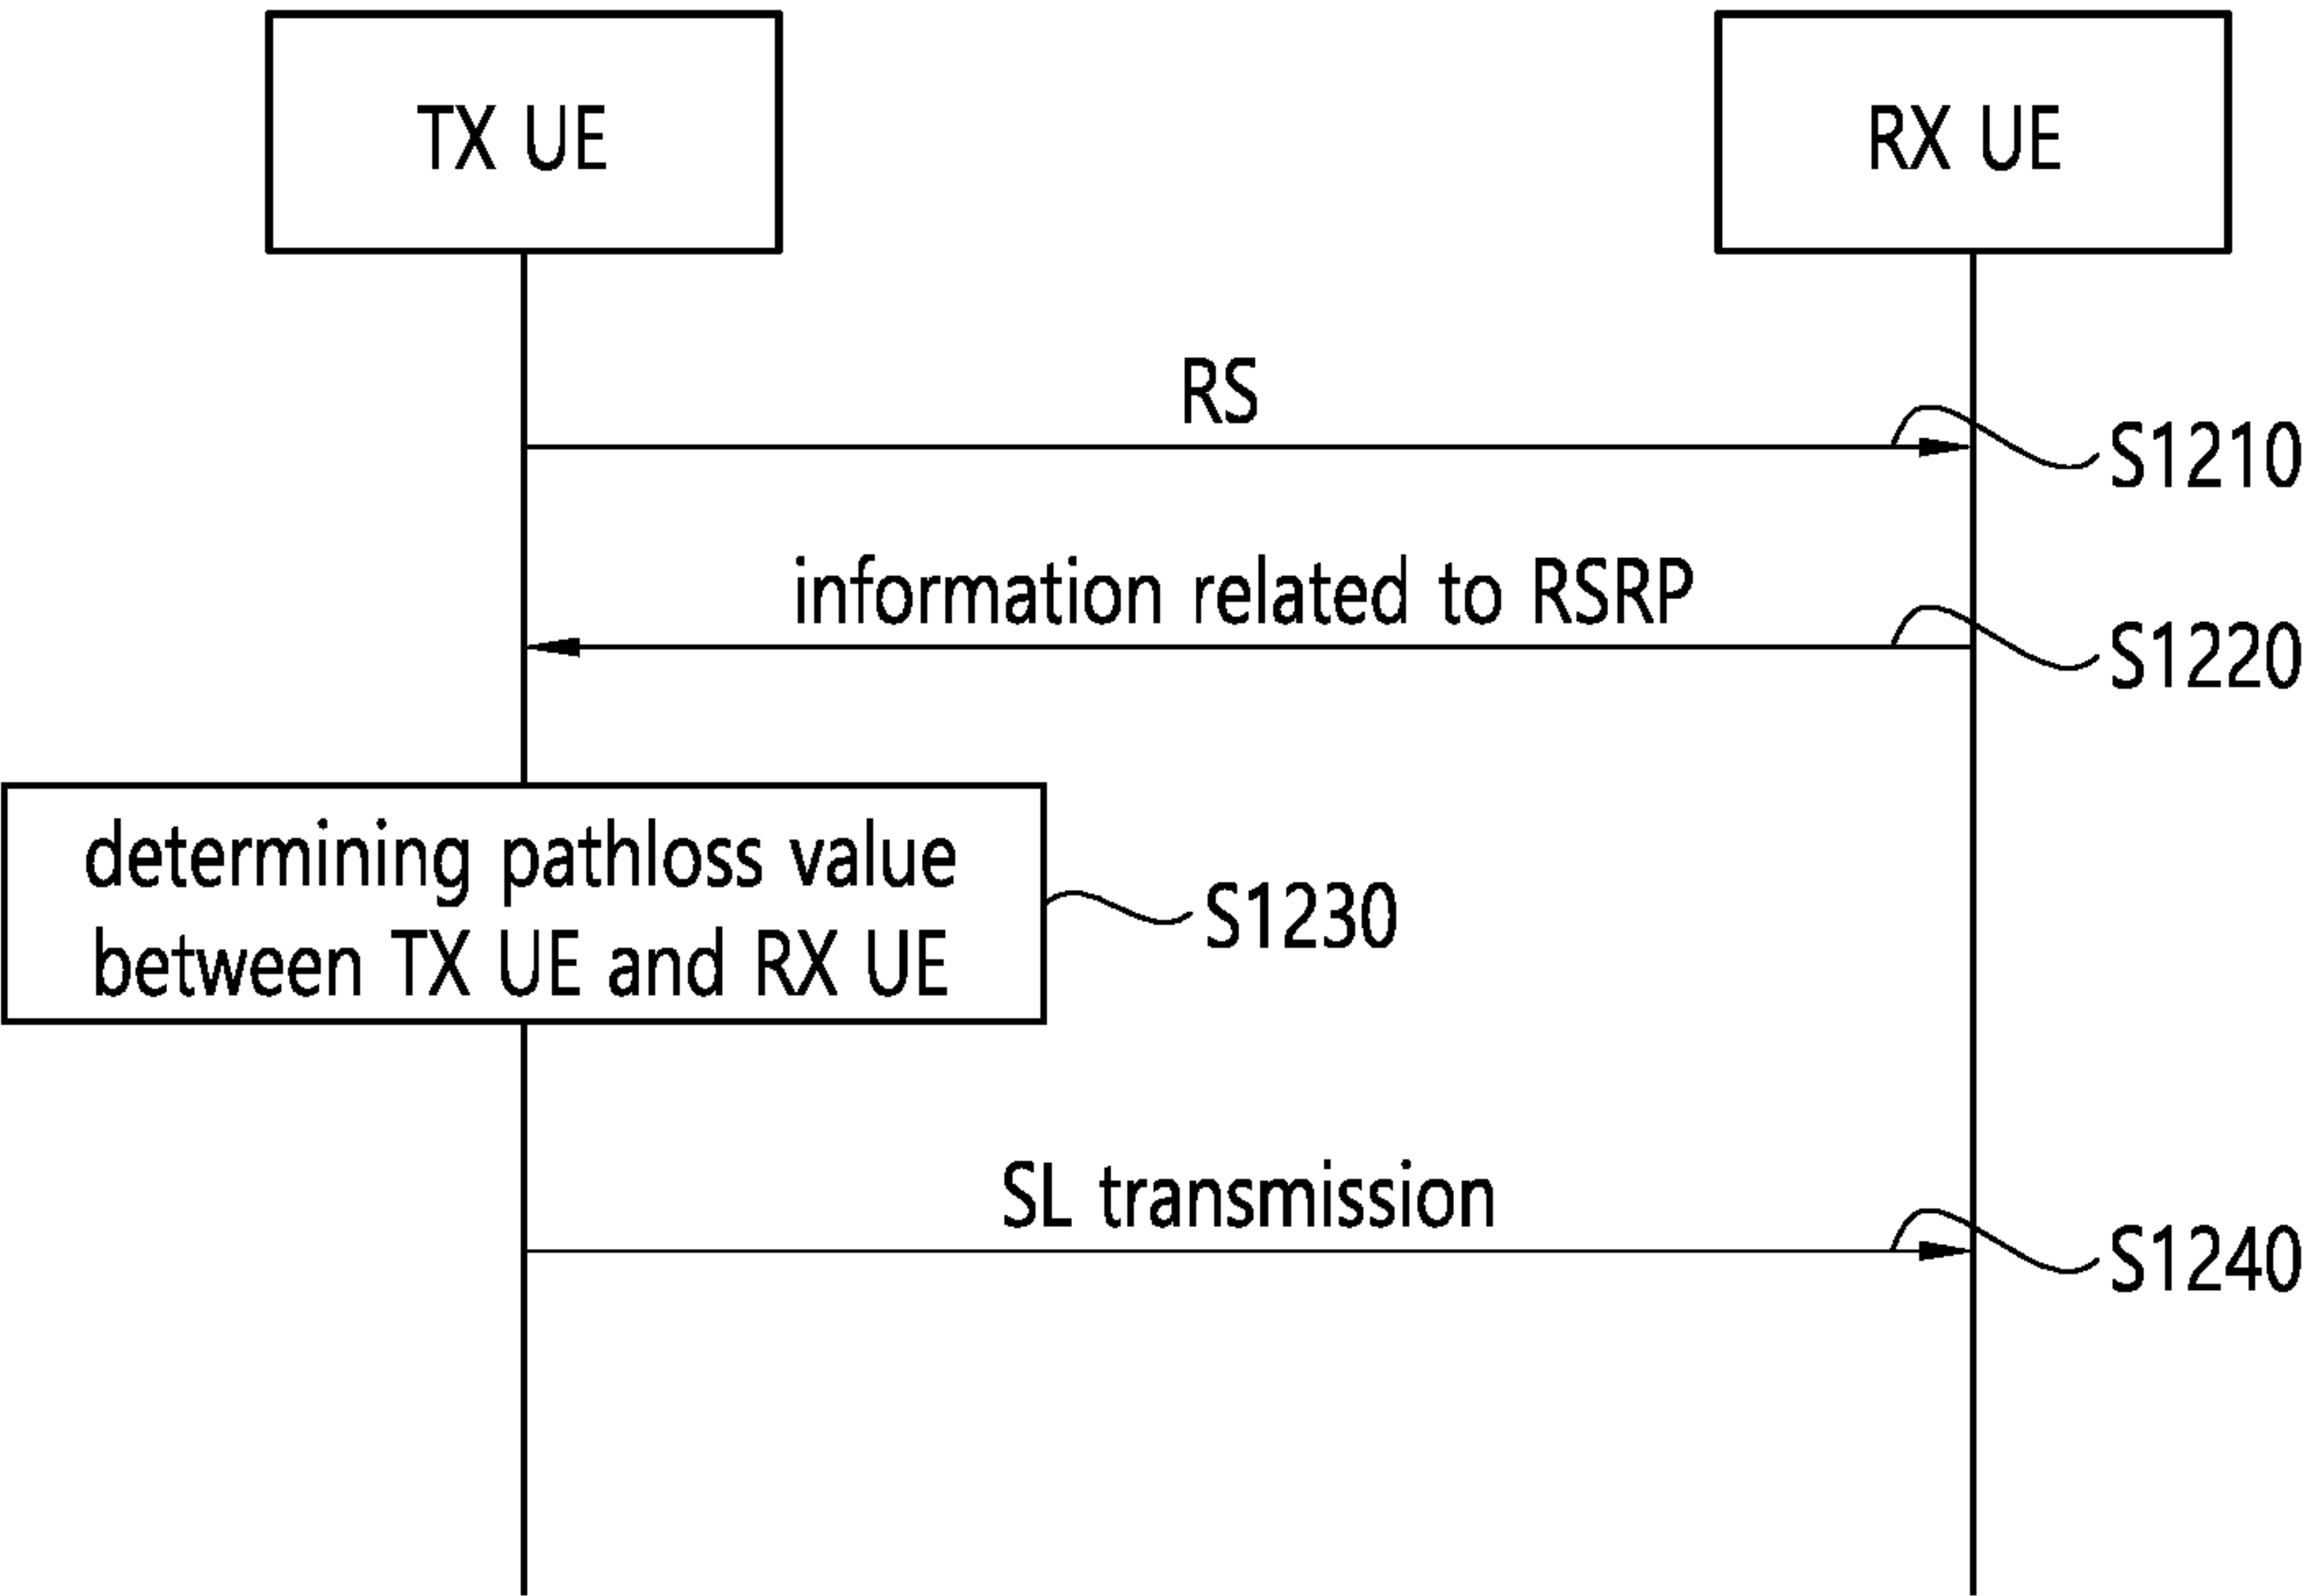 TX UE
RX UE
RS
S1210
information related to RSRP
S1220
determining pathloss value
between TX UE and RX UE
S1230
SL transmission
S1240